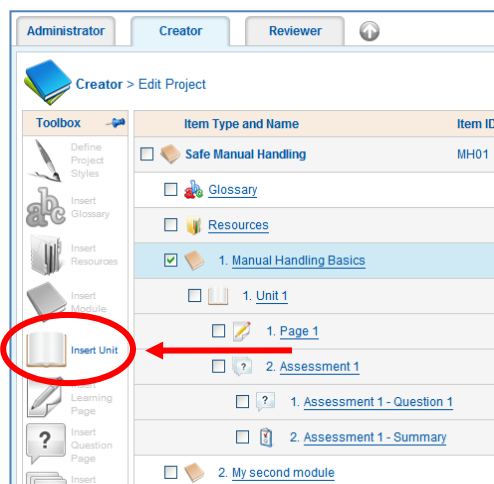 Administrator
Creator
Reviewer
Creator > Edit Project
Toolbox
Item Type and Name
Item ID
Define
Project
Styles
Safe Manual Handling
MH01
Insert
Glossary
Glossary
Resources
Insert
Resources
1. Manual Handling Basics
Insert
Module
1. Unit 1
1. Page 1
Insert Unit
2. Assessment 1
Insert
Learning
Page
1. Assessment 1 - Question 1
Insert
Question
Page
2. Assessment 1 - Summary
2. My second module
Insert